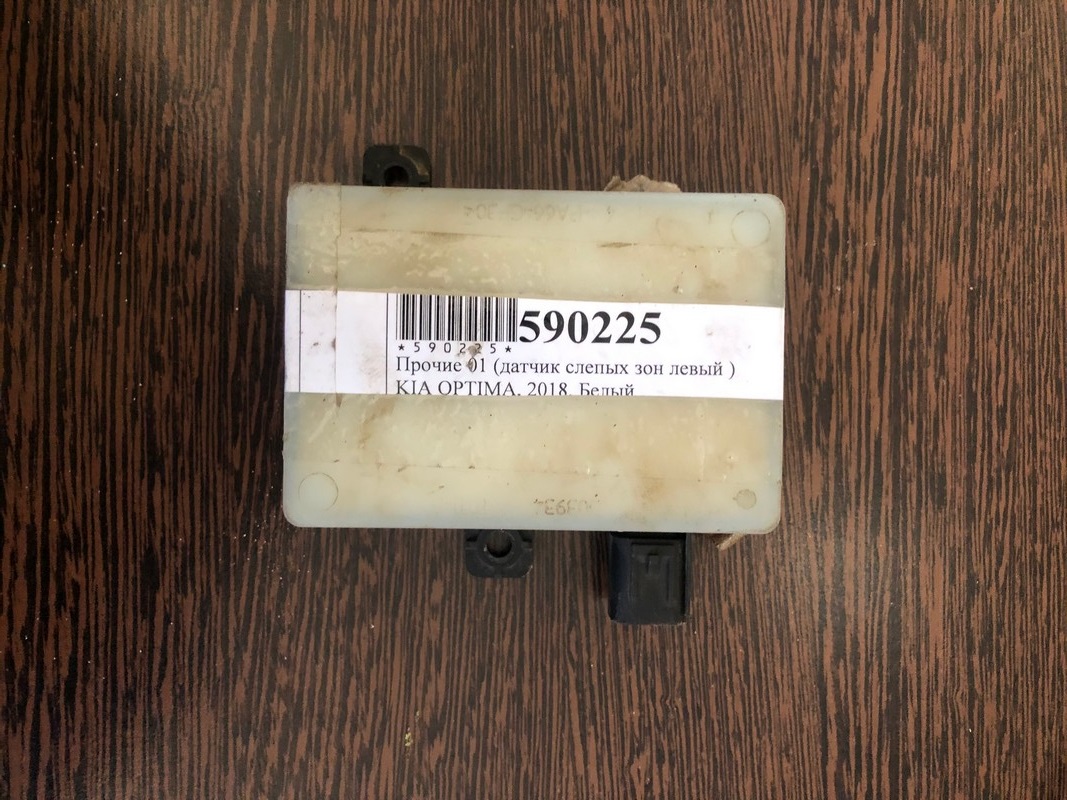 590225
*590225*
Прочие 01 (датчик слепых зон левый )
KIA OPTIMA, 2018, Белый